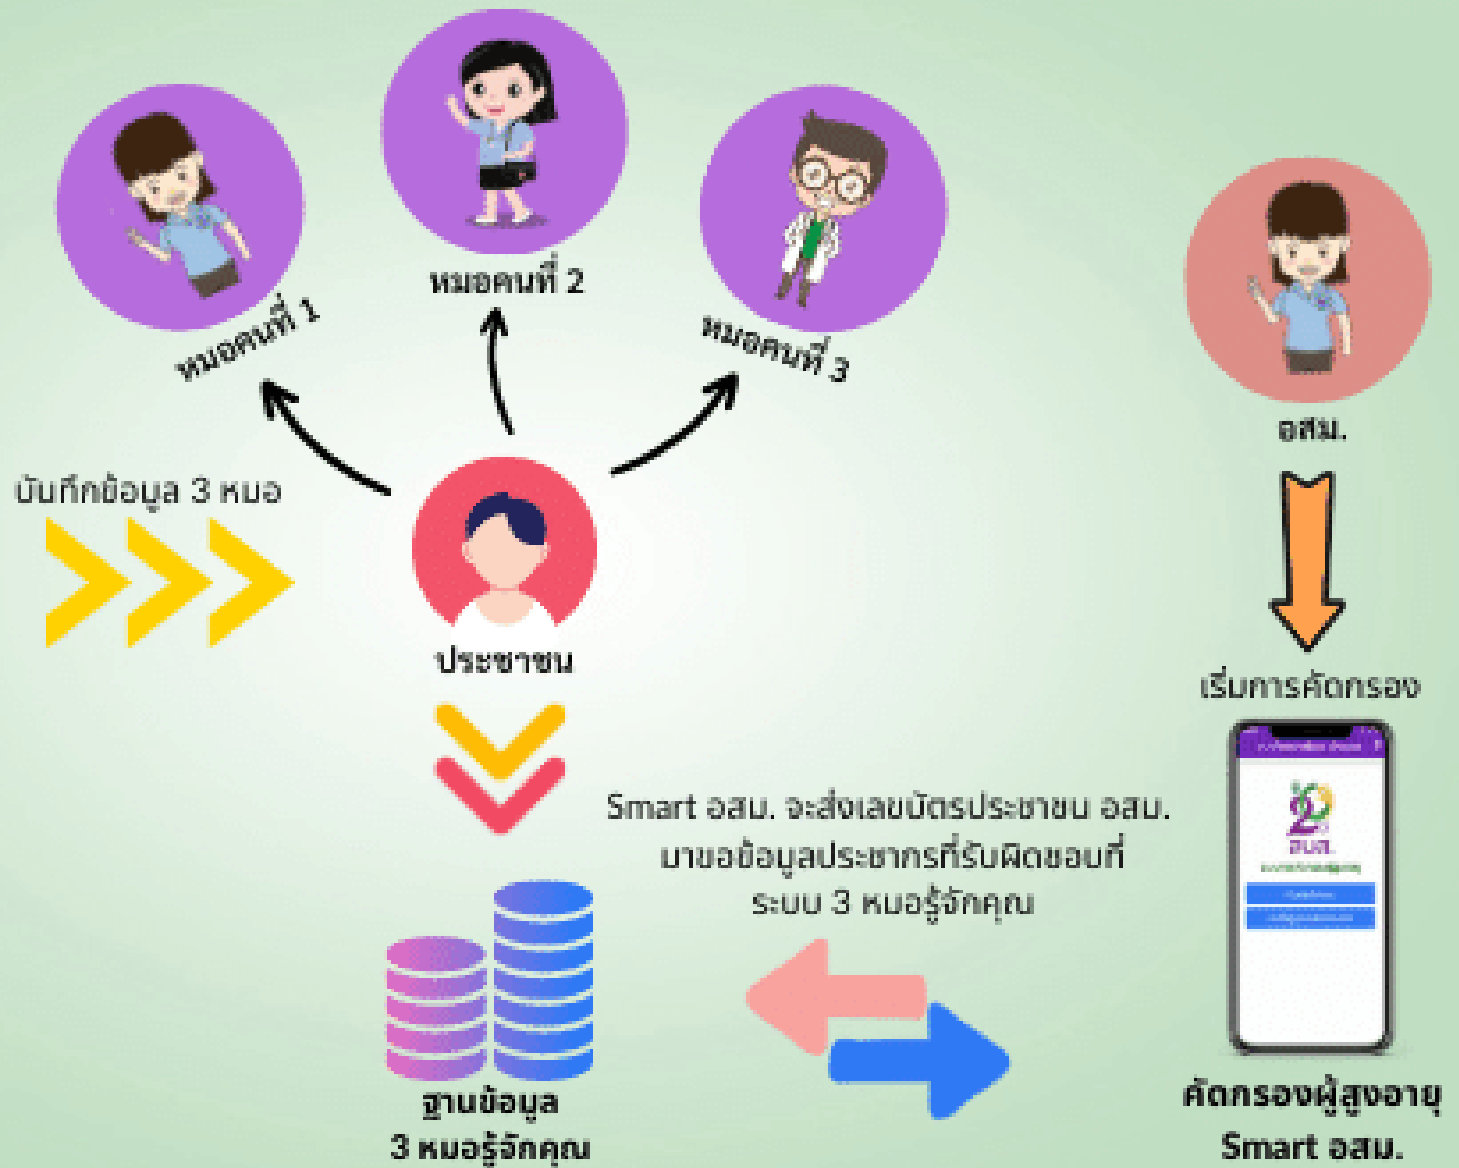 หมอคนที่ 1
หมอคนที่ 2
หมอคนที่ 3
อสม.
บันทึกข้อมูล 3 หมอ
ประชาชน
เริ่มการคัดกรอง
สบส.
Smart อสม. จะส่งเลขบัตรประชาชน อสม.
มาขอข้อมูลประชากรที่รับผิดชอบที่
ระบบ 3 หมอรู้จักคุณ
ฐานข้อมูล
3 หมอรู้จักคุณ
คัดกรองผู้สูงอายุ
Smart อสม.